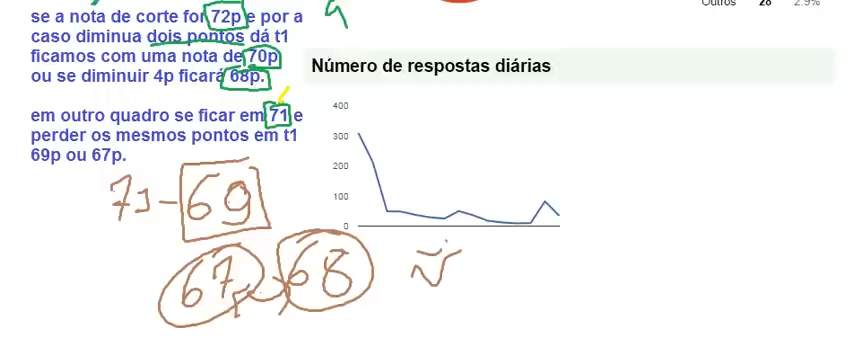 se a nota de corte for 72p e por a
caso diminua dois pontos dá t1
ficamos com uma nota de 70p
ou se diminuir 4p ficará 68p.
em outro quadro se ficar em 71 e
perder os mesmos pontos em t1
69p ou 67p.
71-69
67 68
Outros 28 2.9%
Número de respostas diárias
400
300
200
100
0